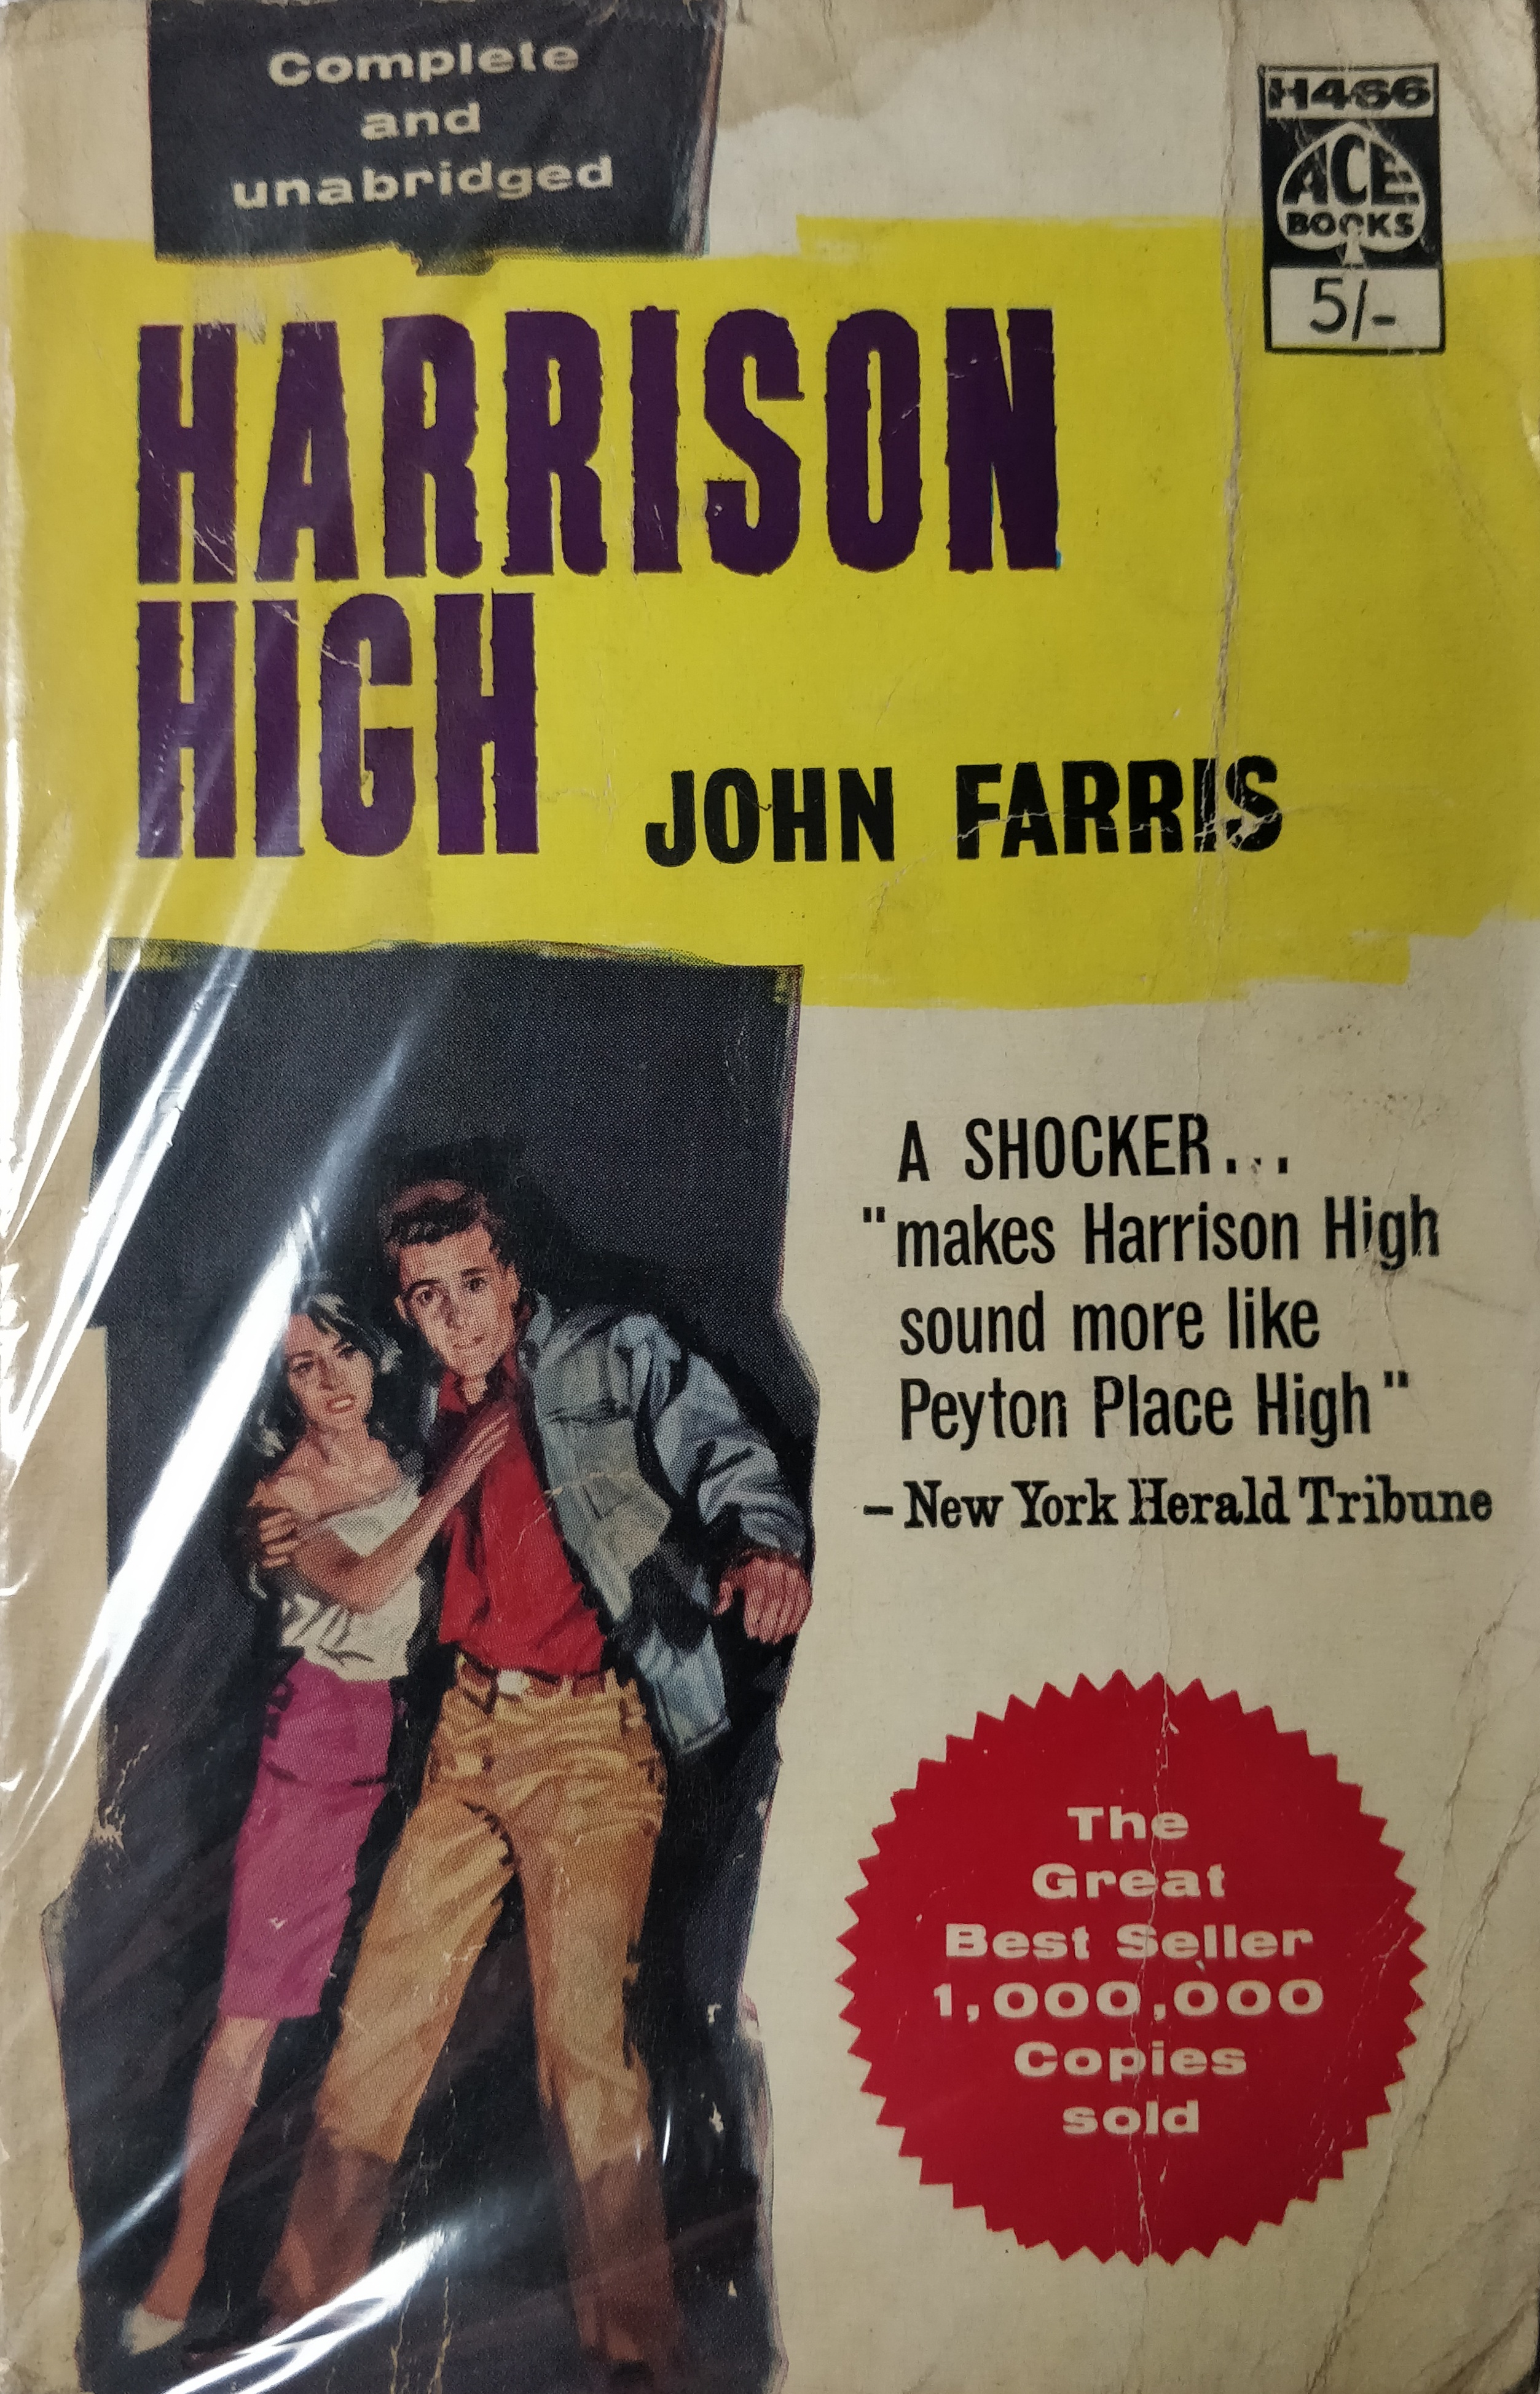 Complete
and
unabridged
H466
ACE
BOOKS
5/-
HARRISON
HIGH
JOHN FARRIS
A SHOCKER...
"makes Harrison High
sound more like
Peyton Place High"
– New York Herald Tribune
The
Great
Best Seller
1,000,000
Copies
sold